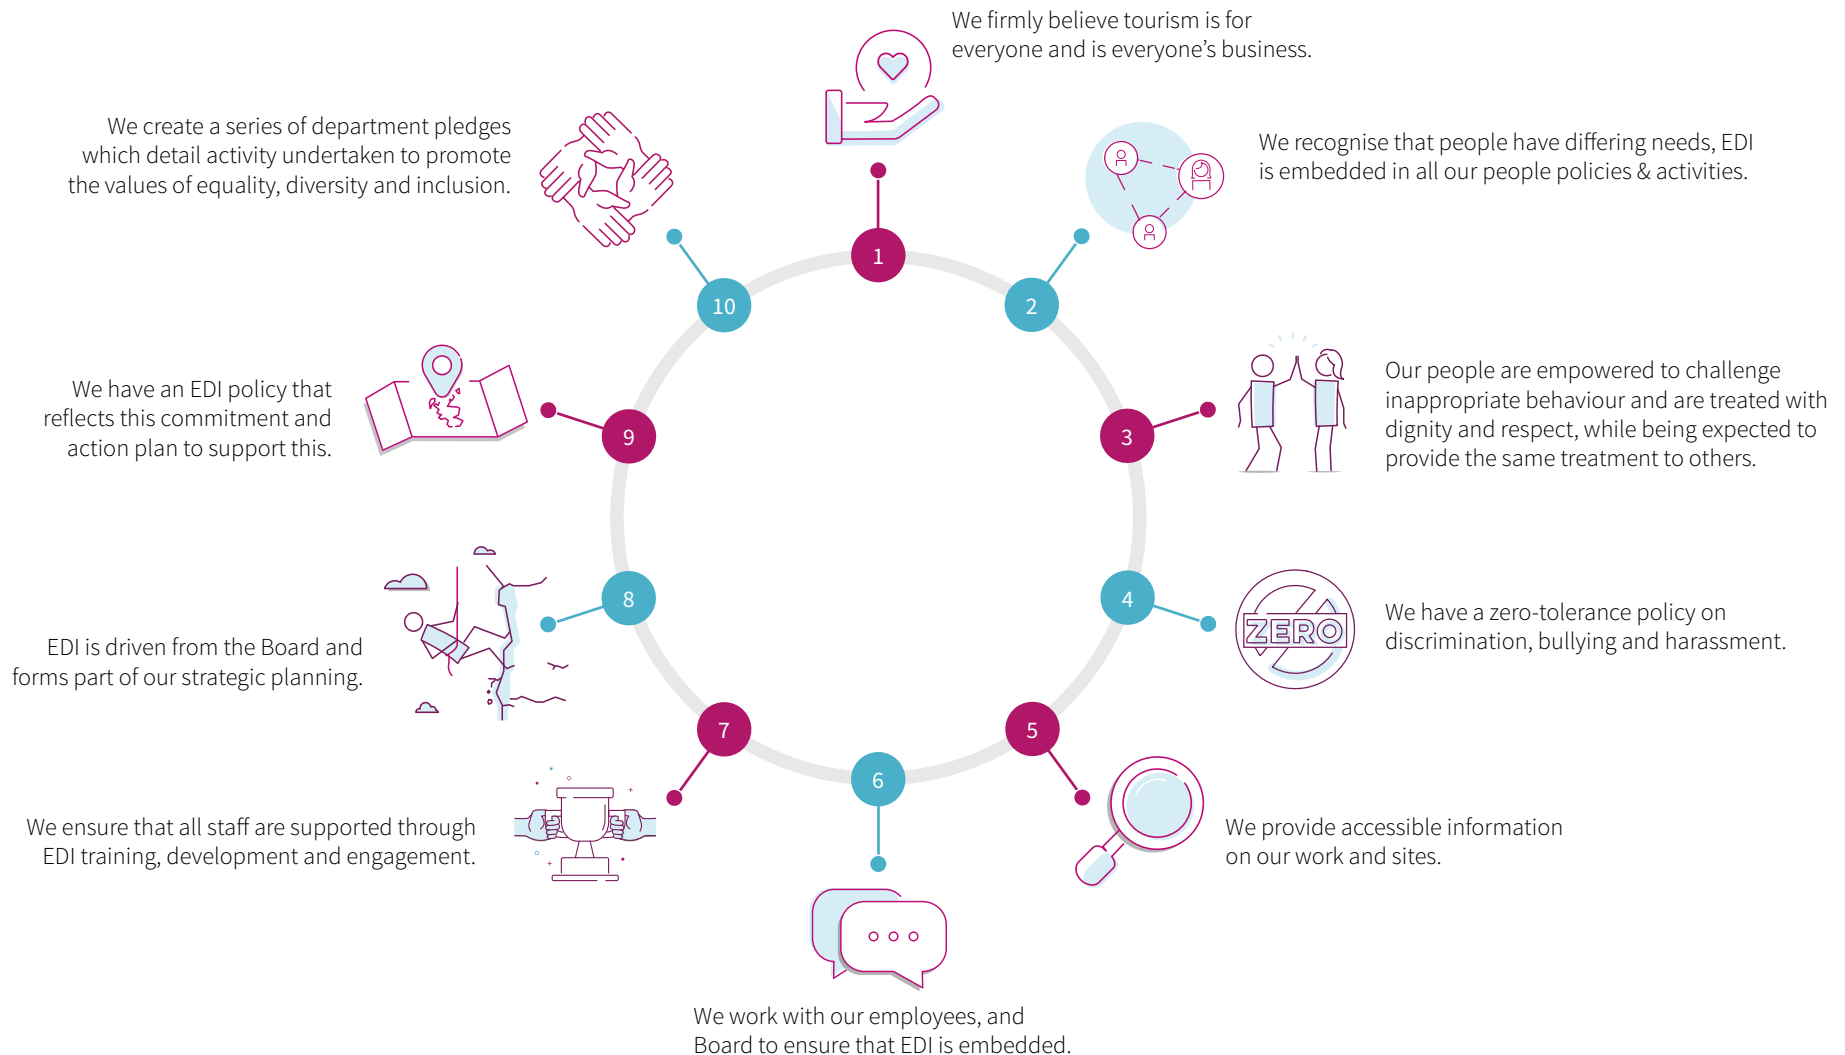 1
We firmly believe tourism is for
everyone and is everyone's business.
2
We recognise that people have differing needs, EDI
is embedded in all our people policies & activities.
3
Our people are empowered to challenge
inappropriate behaviour and are treated with
dignity and respect, while being expected to
provide the same treatment to others.
4
ZERO
We have a zero-tolerance policy on
discrimination, bullying and harassment.
5
We provide accessible information
on our work and sites.
6
We work with our employees, and
Board to ensure that EDI is embedded.
7
We ensure that all staff are supported through
EDI training, development and engagement.
8
EDI is driven from the Board and
forms part of our strategic planning.
9
We have an EDI policy that
reflects this commitment and
action plan to support this.
10
We create a series of department pledges
which detail activity undertaken to promote
the values of equality, diversity and inclusion.